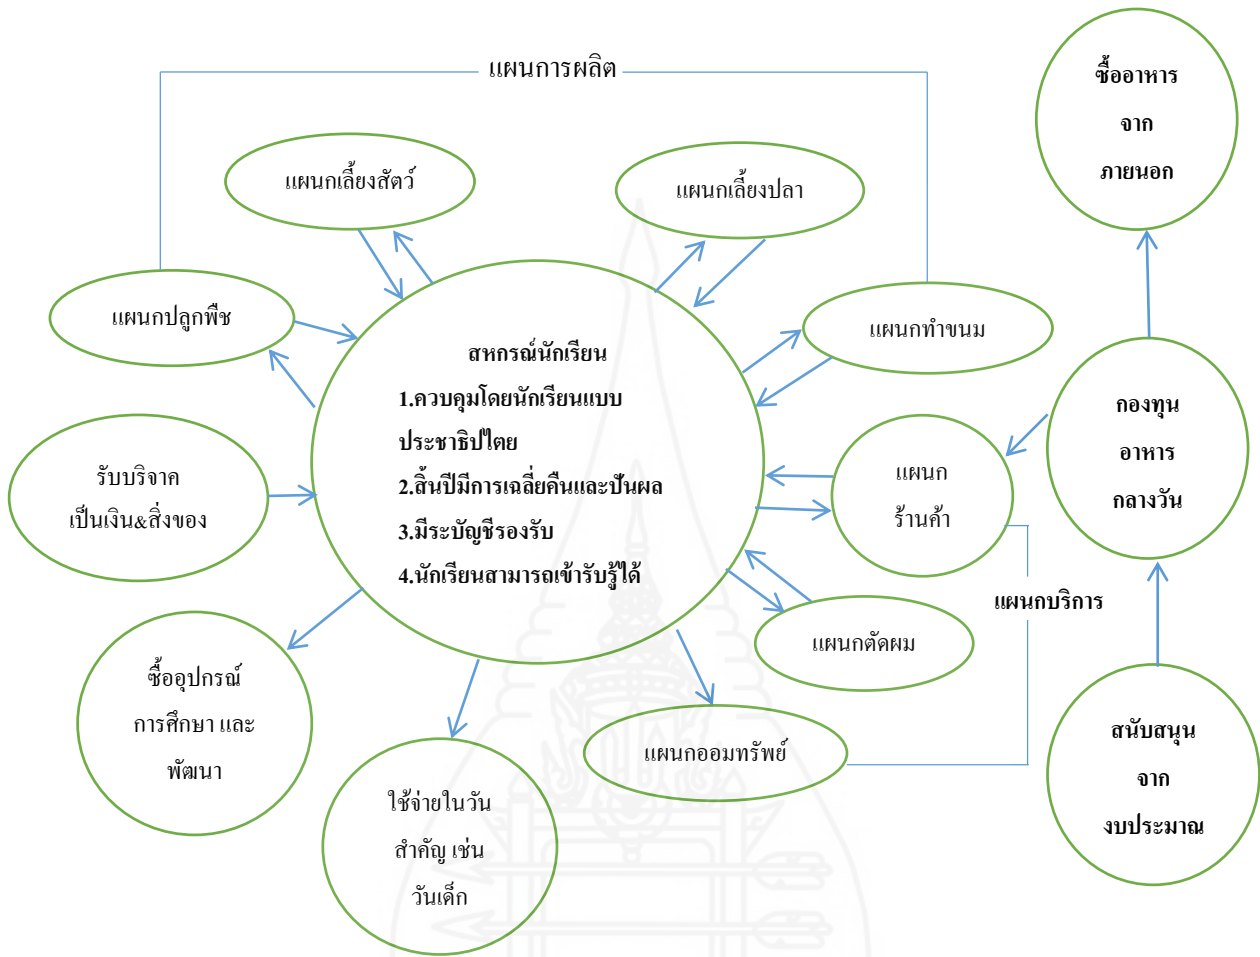 แผนการผลิต
ซื้ออาหาร
จาก
ภายนอก
แผนกเลี้ยงสัตว์
แผนกเลี้ยงปลา
แผนกปลูกพืช
แผนกทำขนม
สหกรณ์นักเรียน
1.ควบคุมโดยนักเรียนแบบ
ประชาธิปไตย
2.สิ้นปีมีการเฉลี่ยคืนและปันผล
3.มีระบัญชีรองรับ
4.นักเรียนสามารถเข้ารับรู้ได้
กองทุน
อาหาร
กลางวัน
รับบริจาค
เป็นเงิน&สิ่งของ
แผนก
ร้านค้า
แผนกบริการ
แผนกตัดผม
ซื้ออุปกรณ์
การศึกษา และ
พัฒนา
แผนกออมทรัพย์
สนับสนุน
จาก
งบประมาณ
ใช้จ่ายในวัน
สำคัญ เช่น
วันเด็ก